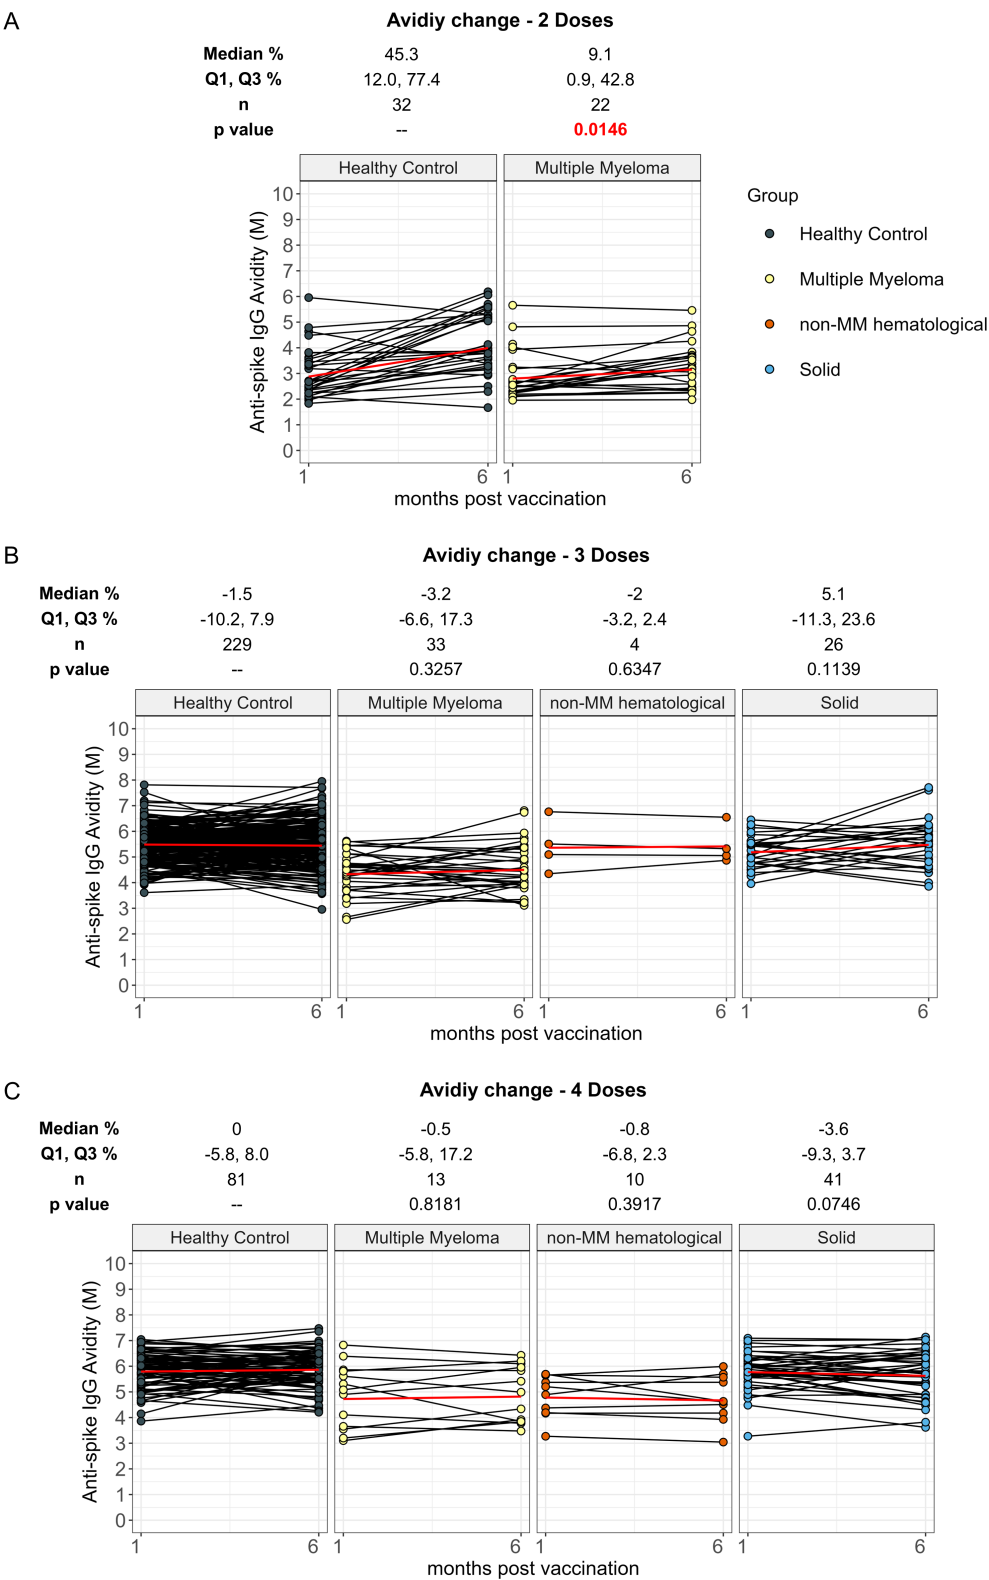 A
Avidiy change - 2 Doses
Median % 45.3 9.1
Q1, Q3 % 12.0, 77.4 0.9, 42.8
n 32 22
p value -- 0.0146
Healthy Control Multiple Myeloma
10
9
8
7
6
5
4
3
2
1
0
Anti-spike IgG Avidity (M)
1 6 1 6
months post vaccination
Group
Healthy Control
Multiple Myeloma
non-MM hematological
Solid
B
Avidiy change - 3 Doses
Median % -1.5 -3.2 -2 5.1
Q1, Q3 % -10.2, 7.9 -6.6, 17.3 -3.2, 2.4 -11.3, 23.6
n 229 33 4 26
p value -- 0.3257 0.6347 0.1139
Healthy Control Multiple Myeloma non-MM hematological Solid
10
9
8
7
6
5
4
3
2
1
0
Anti-spike IgG Avidity (M)
1 6 1 6 1 6 1 6
months post vaccination
C
Avidiy change - 4 Doses
Median % 0 -0.5 -0.8 -3.6
Q1, Q3 % -5.8, 8.0 -5.8, 17.2 -6.8, 2.3 -9.3, 3.7
n 81 13 10 41
p value -- 0.8181 0.3917 0.0746
Healthy Control Multiple Myeloma non-MM hematological Solid
10
9
8
7
6
5
4
3
2
1
0
Anti-spike IgG Avidity (M)
1 6 1 6 1 6 1 6
months post vaccination